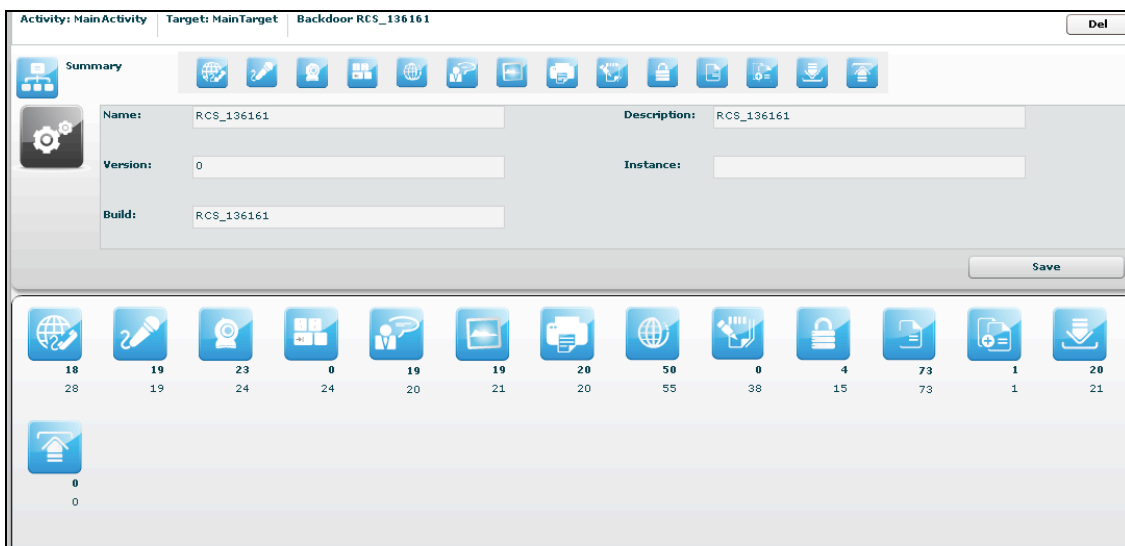 Activity: MainActivity Target: MainTarget Backdoor RCS_136161 Del
Summary
Name: RCS_136161 Description: RCS_136161
Version: 0 Instance:
Build: RCS_136161
Save
18 19 23 0 19 19 20 50 0 4 73 1 20
28 19 24 24 20 21 20 55 38 15 73 1 21
0
0